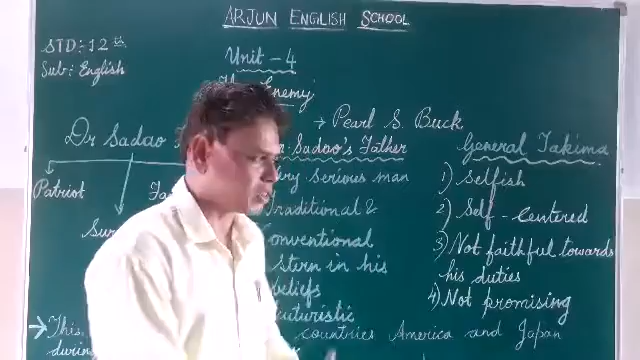 ARJUN ENGLISH SCHOOL
STD:- 12th
Sub:- English
Unit - 4
Enemy'
→ Pearl S. Buck
Dr Sadao
Patriot
Sadao's Father
serious man
Traditional &
Conventional
stern in his
beliefs
futuristic
General Takima
1) Selfish
2) Self - Centered
3) Not faithful towards
his duties
4) Not promising
→ This
countries America and Japan